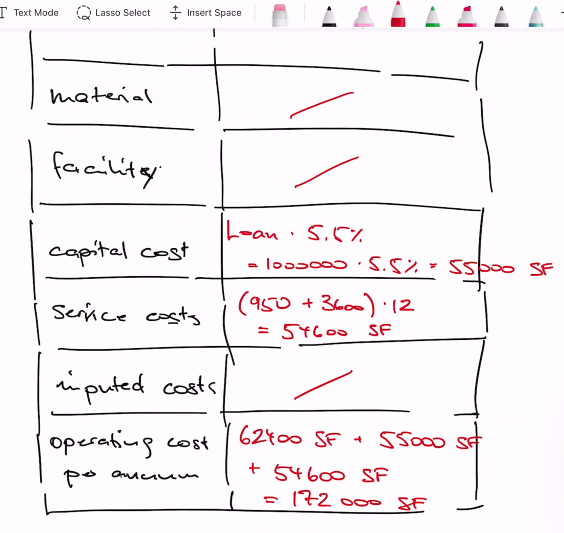 Text Mode Lasso Select Insert Space
material
facility
Loan · 5.5%
capital cost = 1000000 · 5.5% = 55000 SF
service costs (950 + 3600) · 12
= 54600 SF
inputed costs
operating cost 62400 SF + 55000 SF
per annum + 54600 SF
= 172 000 SF